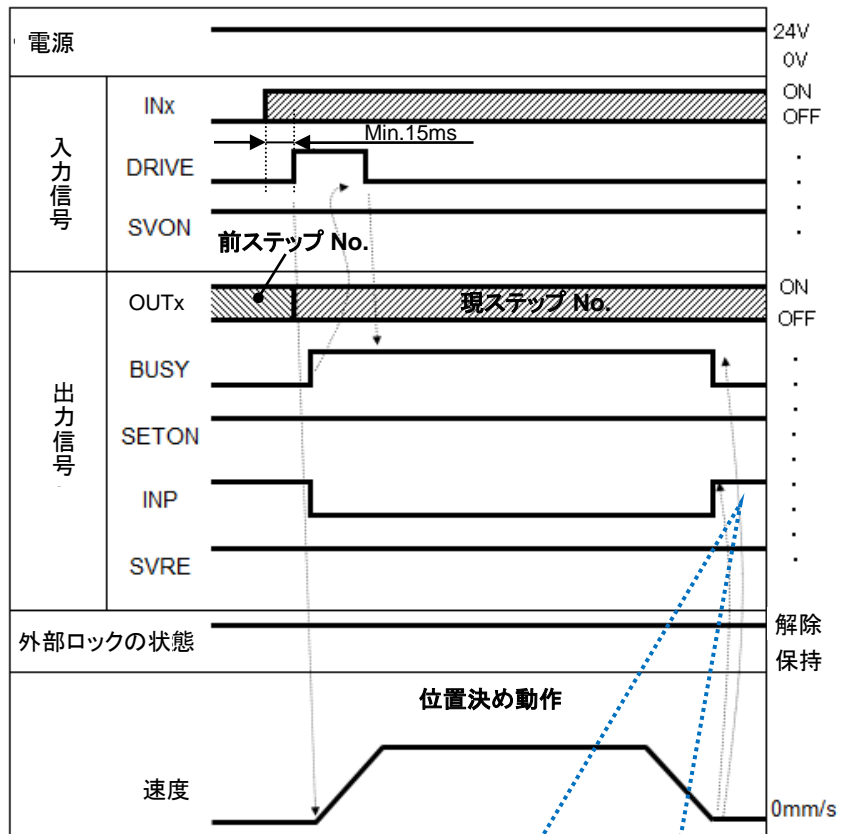 電源
24V
0V
入力信号
INx
ON
OFF
Min.15ms
DRIVE
SVON
前ステップ No.
出力信号
OUTx
現ステップ No.
ON
OFF
BUSY
SETON
INP
SVRE
外部ロックの状態
解除
保持
位置決め動作
速度
0mm/s